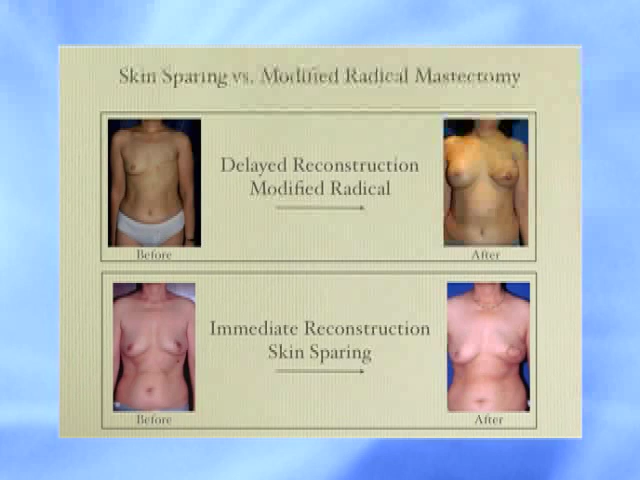 Skin Sparing vs. Modified Radical Mastectomy
Delayed Reconstruction
Modified Radical
Before
After
Immediate Reconstruction
Skin Sparing
Before
After